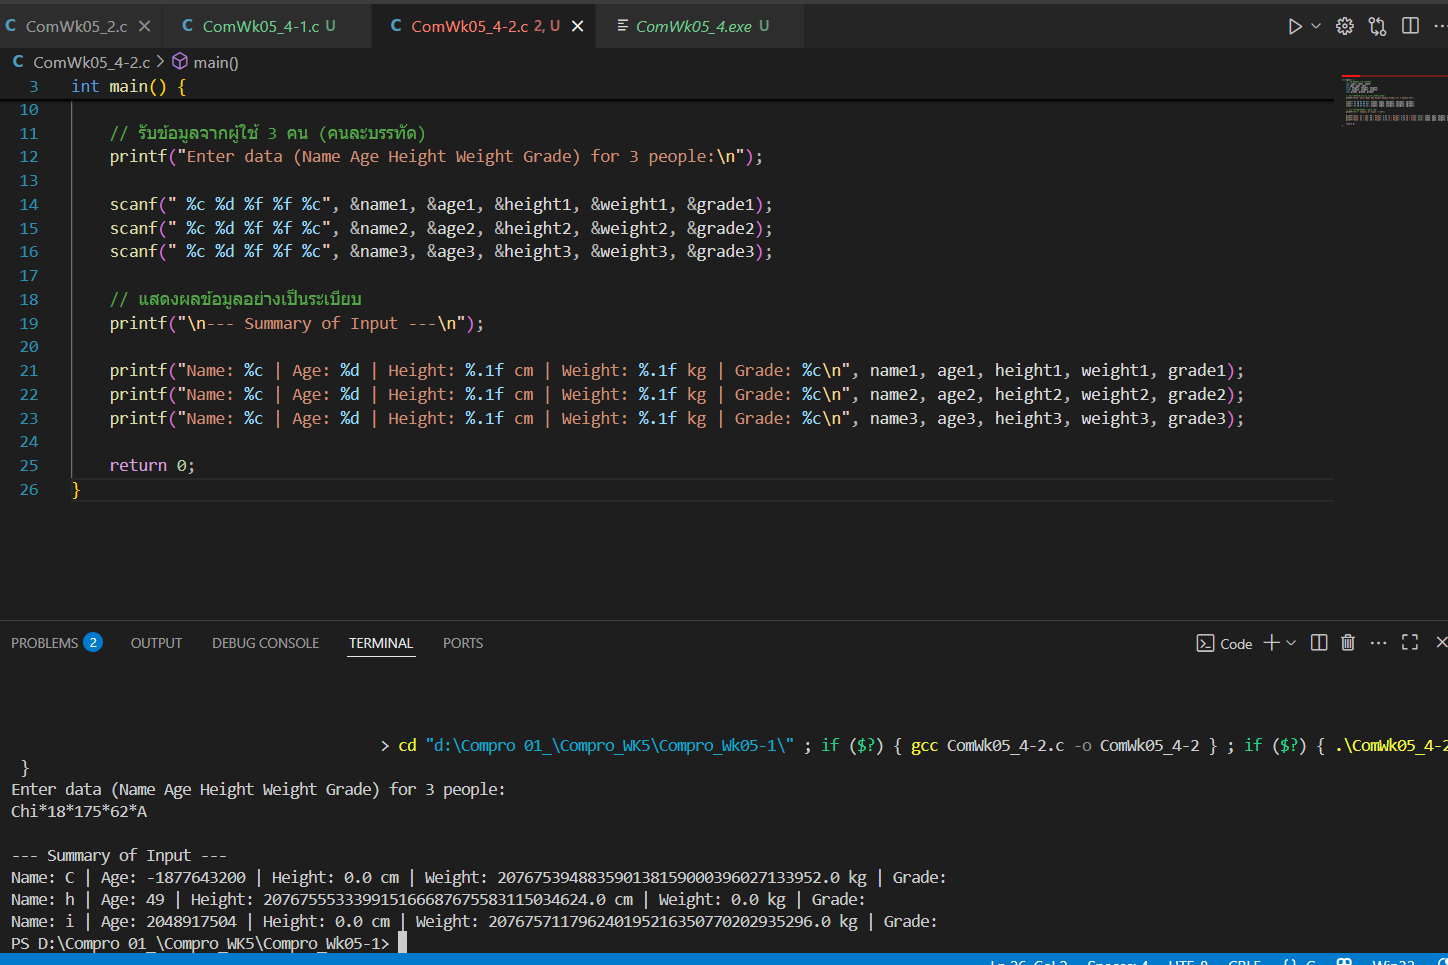 C ComWk05_2.c × C ComWk05_4-1.c U C ComWk05_4-2.c 2, U × ComWk05_4.exe U
C ComWk05_4-2.c > main()
3 int main() {
10
11 // รับข้อมูลจากผู้ใช้ 3 คน (คนละบรรทัด)
12 printf("Enter data (Name Age Height Weight Grade) for 3 people:\n");
13
14 scanf(" %c %d %f %f %c", &name1, &age1, &height1, &weight1, &grade1);
15 scanf(" %c %d %f %f %c", &name2, &age2, &height2, &weight2, &grade2);
16 scanf(" %c %d %f %f %c", &name3, &age3, &height3, &weight3, &grade3);
17
18 // แสดงผลข้อมูลอย่างเป็นระเบียบ
19 printf("\n--- Summary of Input ---\n");
20
21 printf("Name: %c | Age: %d | Height: %.1f cm | Weight: %.1f kg | Grade: %c\n", name1, age1, height1, weight1, grade1);
22 printf("Name: %c | Age: %d | Height: %.1f cm | Weight: %.1f kg | Grade: %c\n", name2, age2, height2, weight2, grade2);
23 printf("Name: %c | Age: %d | Height: %.1f cm | Weight: %.1f kg | Grade: %c\n", name3, age3, height3, weight3, grade3);
24
25 return 0;
26 }
PROBLEMS 2 OUTPUT DEBUG CONSOLE TERMINAL PORTS Code
> cd "d:\Compro 01_\Compro_WK5\Compro_Wk05-1\" ; if ($?) { gcc ComWk05_4-2.c -o ComWk05_4-2 } ; if ($?) { .\ComWk05_4-2
}
Enter data (Name Age Height Weight Grade) for 3 people:
Chi*18*175*62*A
--- Summary of Input ---
Name: C | Age: -1877643200 | Height: 0.0 cm | Weight: 20767539488359013815900039602713​3952.0 kg | Grade:
Name: h | Age: 49 | Height: 207675553339915166687675583115034624.0 cm | Weight: 0.0 kg | Grade:
Name: i | Age: 2048917504 | Height: 0.0 cm | Weight: 207675711796240195216350770202935296.0 kg | Grade:
PS D:\Compro 01_\Compro_WK5\Compro_Wk05-1>